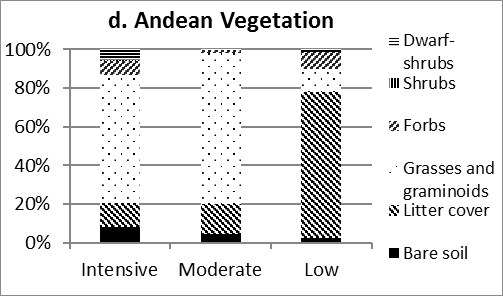 d. Andean Vegetation
100%
80%
60%
40%
20%
0%
Intensive Moderate Low
Dwarf-
shrubs
Shrubs
Forbs
Grasses and
graminoids
Litter cover
Bare soil